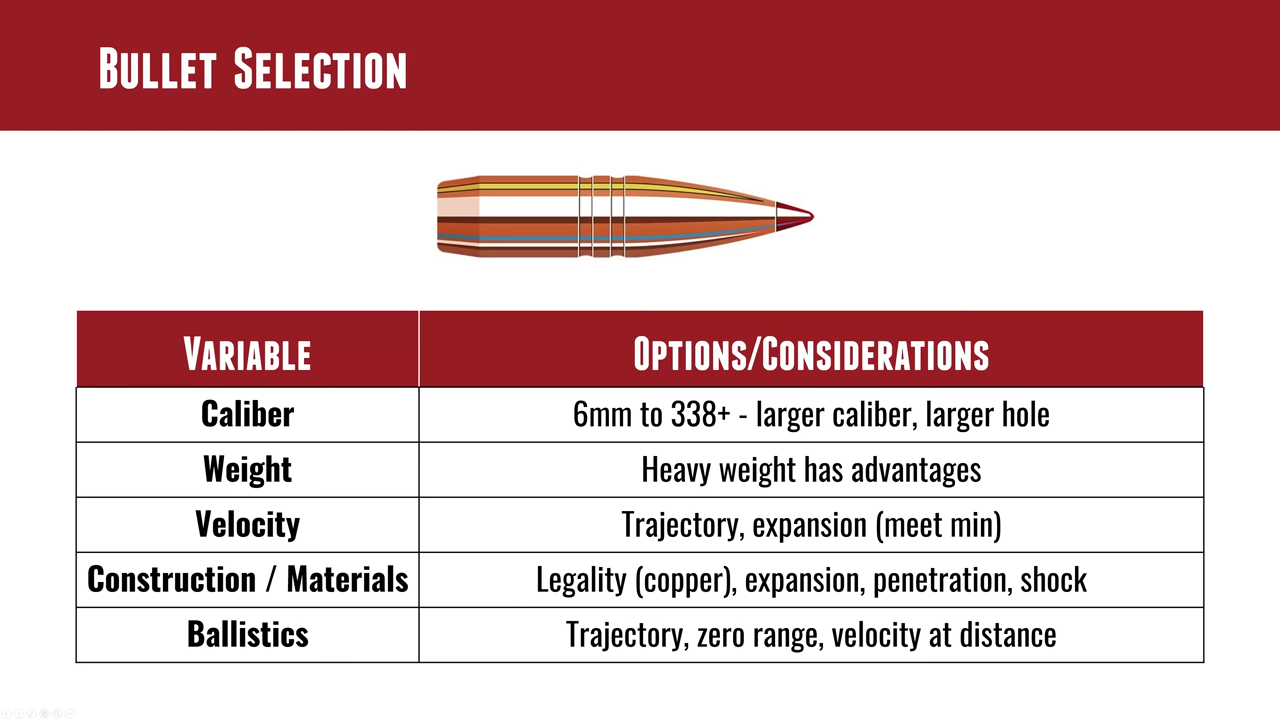 Bullet Selection
Variable
Options/Considerations
Caliber
6mm to 338+ - larger caliber, larger hole
Weight
Heavy weight has advantages
Velocity
Trajectory, expansion (meet min)
Construction / Materials
Legality (copper), expansion, penetration, shock
Ballistics
Trajectory, zero range, velocity at distance